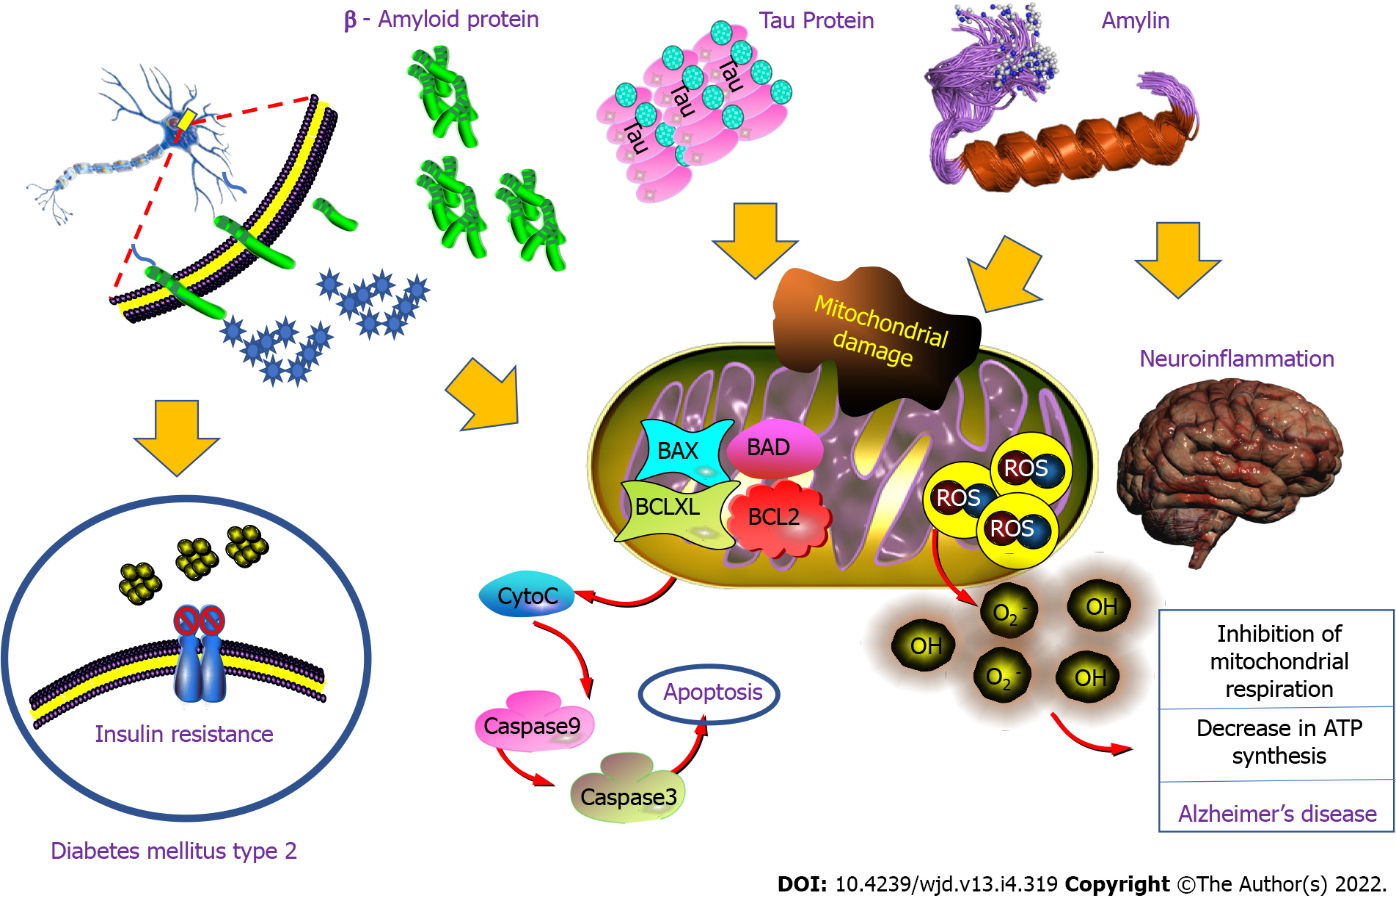 β - Amyloid protein
Tau Protein
Amylin
Tau
Tau
Tau
Mitochondrial
damage
Neuroinflammation
BAX
BAD
BCLXL
BCL2
ROS
ROS
ROS
CytoC
O2-
OH
OH
O2-
OH
Caspase9
Apoptosis
Caspase3
Insulin resistance
Diabetes mellitus type 2
Inhibition of
mitochondrial
respiration
Decrease in ATP
synthesis
Alzheimer’s disease
DOI: 10.4239/wjd.v13.i4.319 Copyright ©The Author(s) 2022.